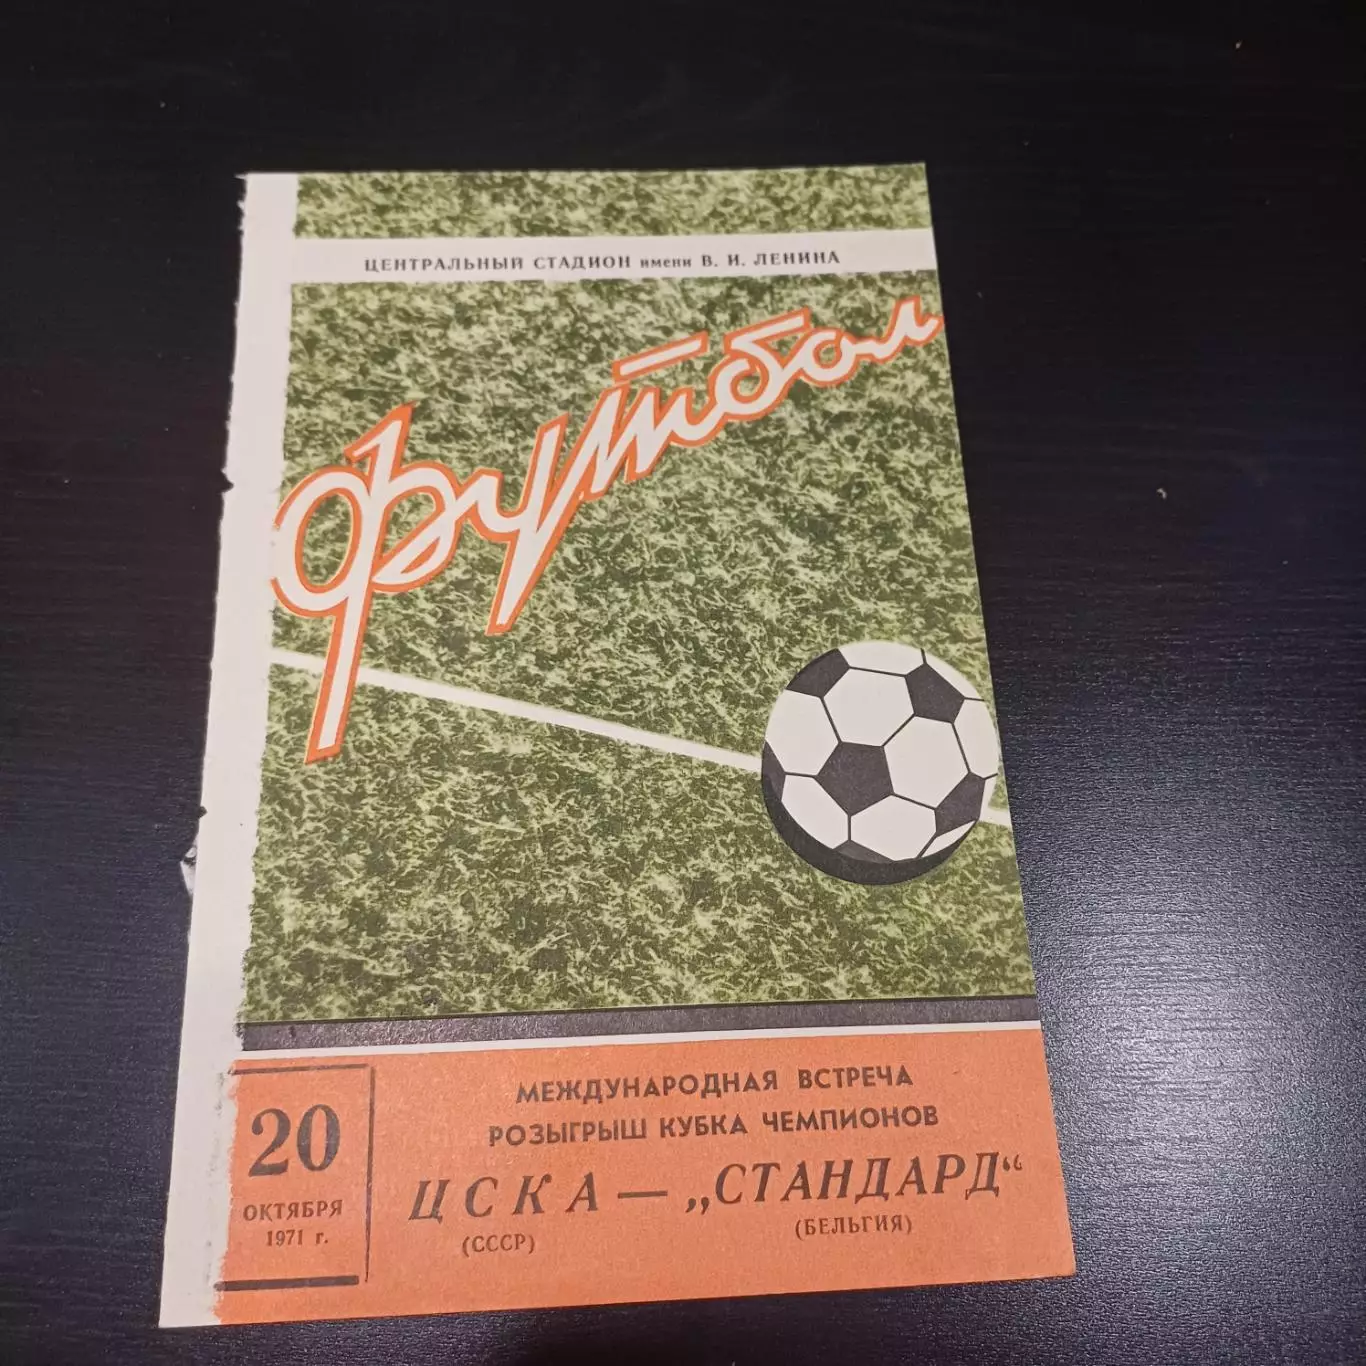 ЦЕНТРАЛЬНЫЙ СТАДИОН имени В. И. ЛЕНИНА
футбол
МЕЖДУНАРОДНАЯ ВСТРЕЧА
РОЗЫГРЫШ КУБКА ЧЕМПИОНОВ
20
ОКТЯБРЯ
1971 г.
ЦСКА — „СТАНДАРД“
(СССР) (БЕЛЬГИЯ)